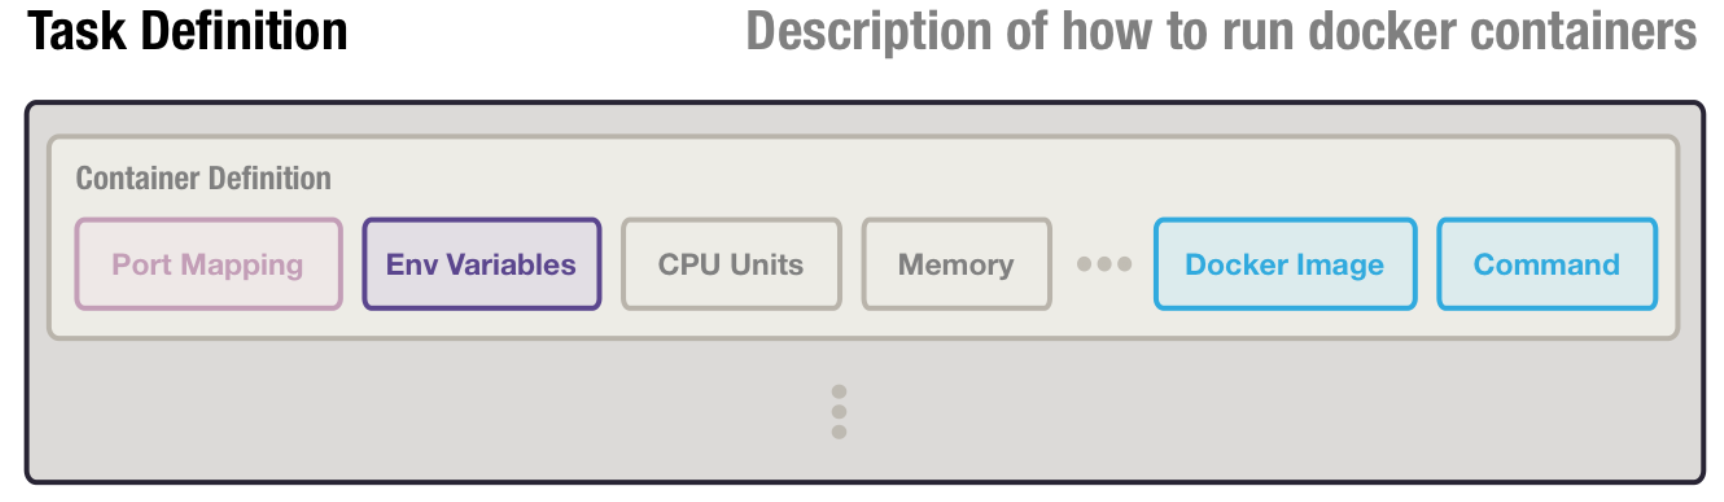 Task Definition
Description of how to run docker containers
Container Definition
Port Mapping
Env Variables
CPU Units
Memory
Docker Image
Command